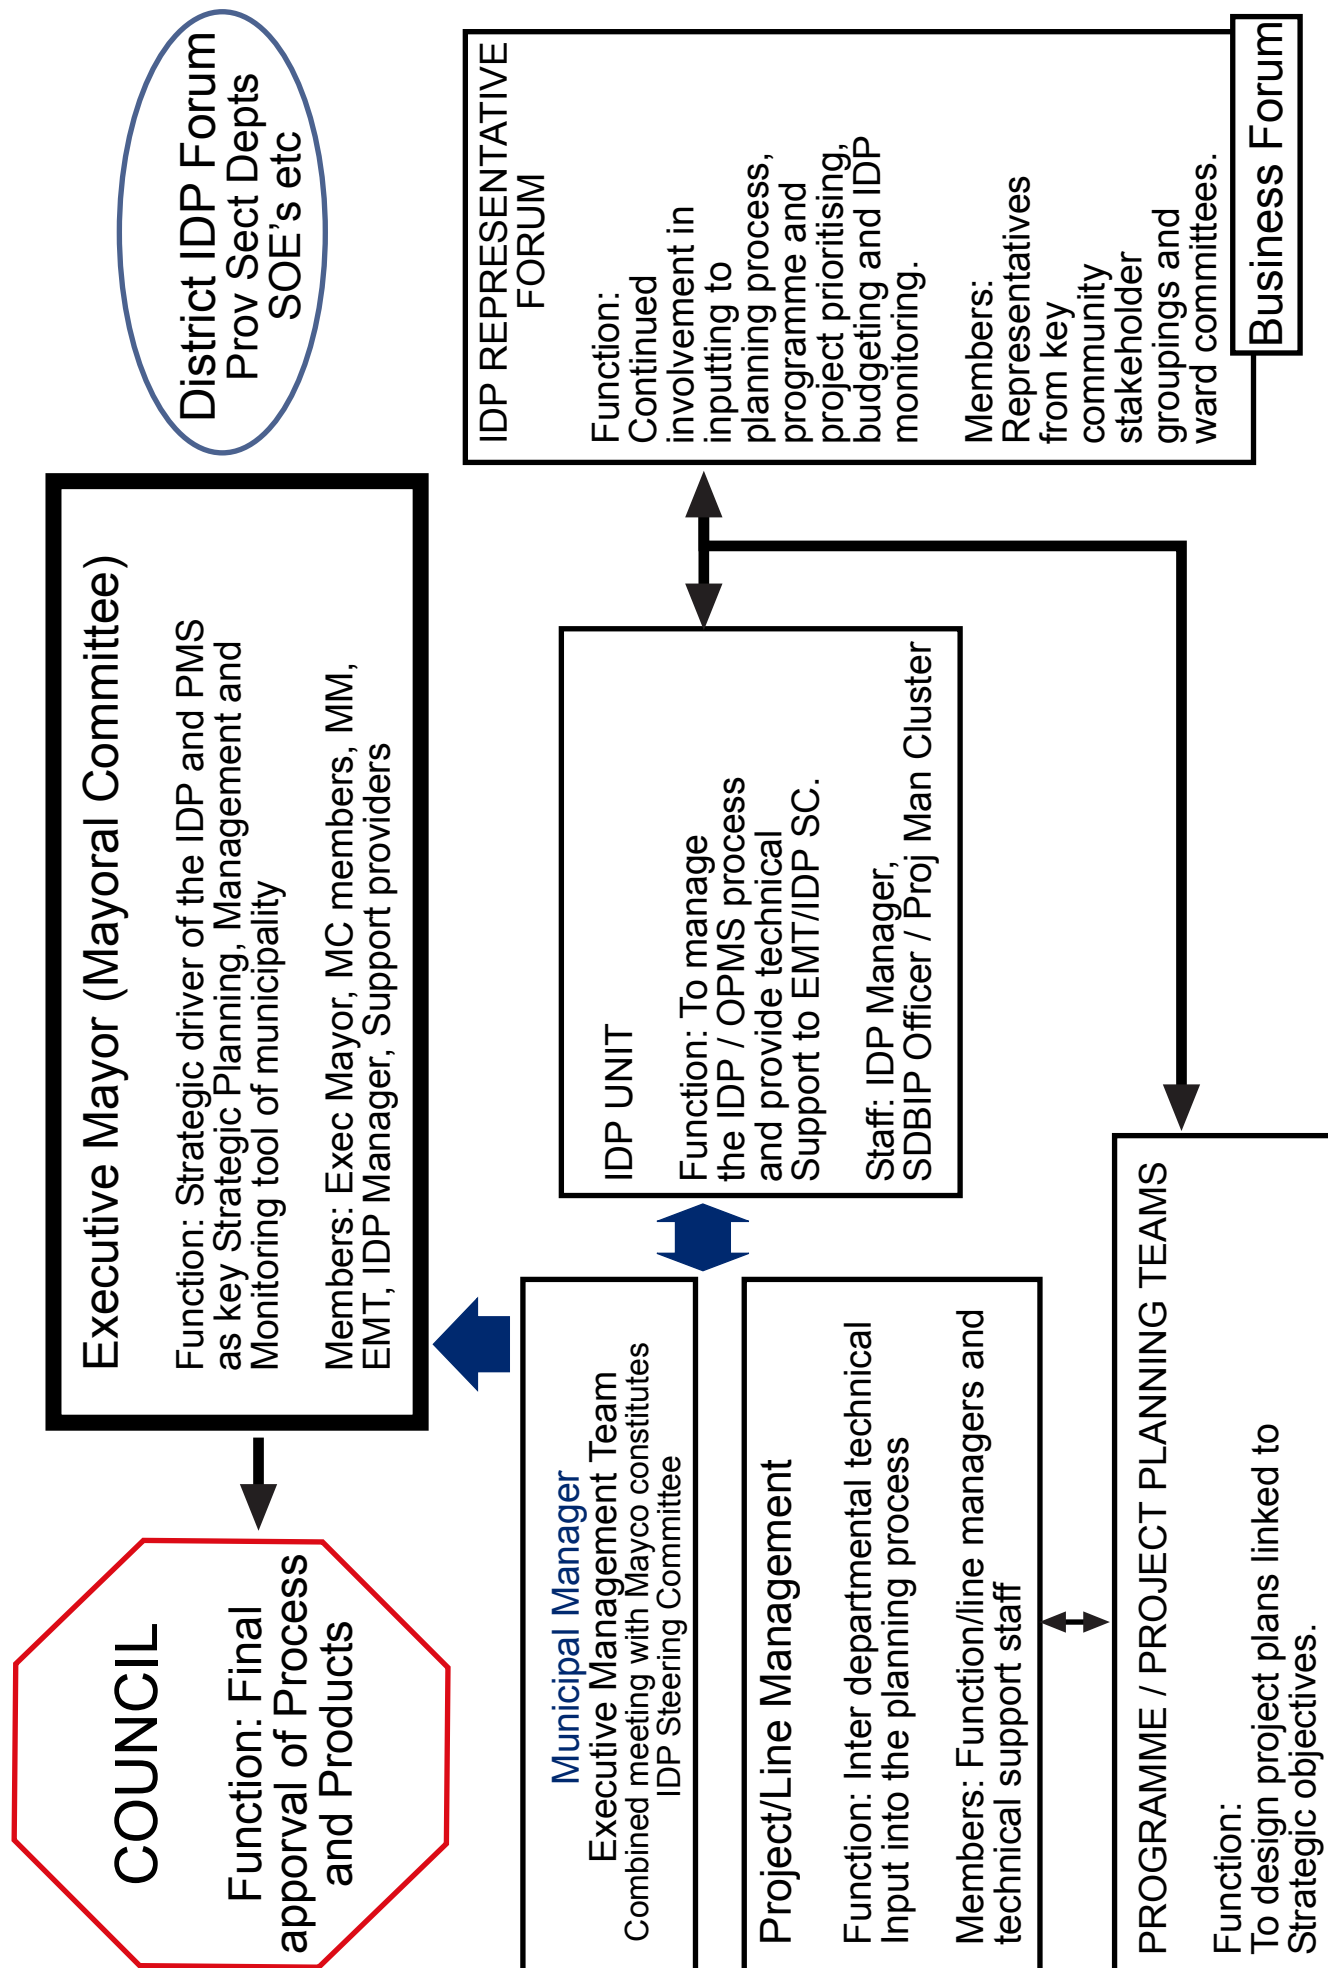 COUNCIL
Function: Final
apporval of Process
and Products
Executive Mayor (Mayoral Committee)
Function: Strategic driver of the IDP and PMS
as key Strategic Planning, Management and
Monitoring tool of municipality
Members: Exec Mayor, MC members, MM,
EMT, IDP Manager, Support providers
District IDP Forum
Prov Sect Depts
SOE's etc
Municipal Manager
Executive Management Team
Combined meeting with Mayco constitutes
IDP Steering Committee
Project/Line Management
Function: Inter departmental technical
Input into the planning process
Members: Function/line managers and
technical support staff
IDP UNIT
Function: To manage
the IDP / OPMS process
and provide technical
Support to EMT/IDP SC.
Staff: IDP Manager,
SDBIP Officer / Proj Man Cluster
IDP REPRESENTATIVE
FORUM
Function:
Continued
involvement in
inputting to
planning process,
programme and
project prioritising,
budgeting and IDP
monitoring.
Members:
Representatives
from key
community
stakeholder
groupings and
ward committees.
Business Forum
PROGRAMME / PROJECT PLANNING TEAMS
Function:
To design project plans linked to
Strategic objectives.